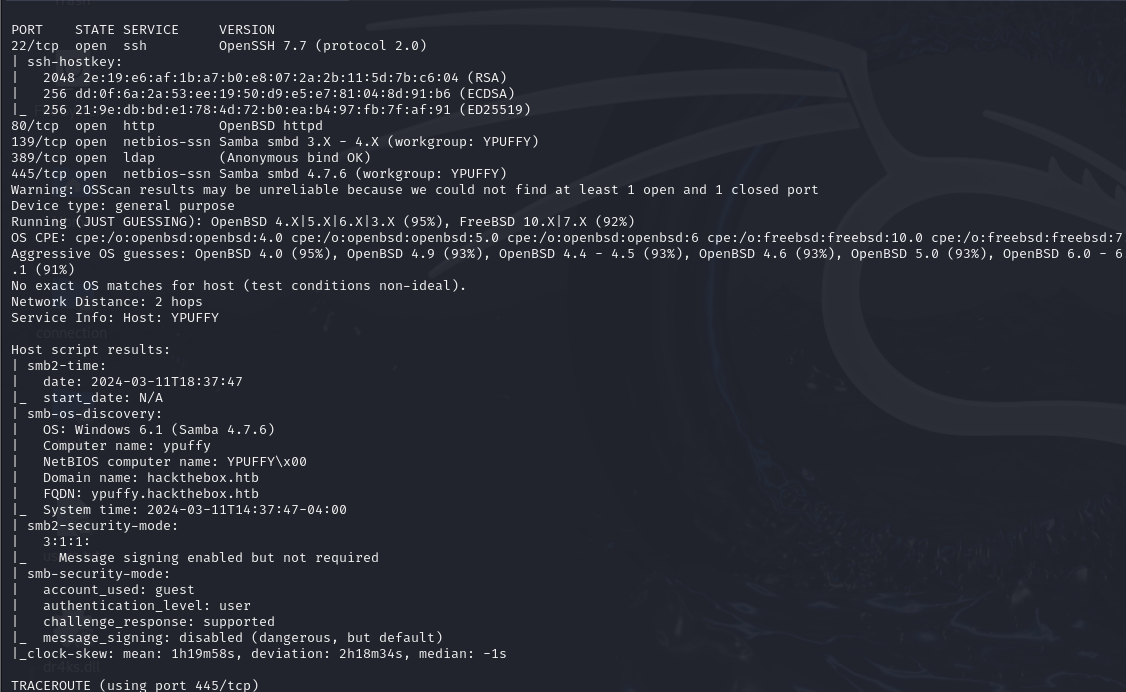 PORT    STATE SERVICE     VERSION
22/tcp  open  ssh         OpenSSH 7.7 (protocol 2.0)
| ssh-hostkey:
|   2048 2e:19:e6:af:1b:a7:b0:e8:07:2a:2b:11:5d:7b:c6:04 (RSA)
|   256 dd:0f:6a:2a:53:ee:19:50:d9:e5:e7:81:04:8d:91:b6 (ECDSA)
|_  256 21:9e:db:bd:e1:78:4d:72:b0:ea:b4:97:fb:7f:af:91 (ED25519)
80/tcp  open  http        OpenBSD httpd
139/tcp open  netbios-ssn Samba smbd 3.X - 4.X (workgroup: YPUFFY)
389/tcp open  ldap        (Anonymous bind OK)
445/tcp open  netbios-ssn Samba smbd 4.7.6 (workgroup: YPUFFY)
Warning: OSScan results may be unreliable because we could not find at least 1 open and 1 closed port
Device type: general purpose
Running (JUST GUESSING): OpenBSD 4.X|5.X|6.X|3.X (95%), FreeBSD 10.X|7.X (92%)
OS CPE: cpe:/o:openbsd:openbsd:4.0 cpe:/o:openbsd:openbsd:5.0 cpe:/o:openbsd:openbsd:6 cpe:/o:freebsd:freebsd:10.0 cpe:/o:freebsd:freebsd:7
Aggressive OS guesses: OpenBSD 4.0 (95%), OpenBSD 4.9 (93%), OpenBSD 4.4 - 4.5 (93%), OpenBSD 4.6 (93%), OpenBSD 5.0 (93%), OpenBSD 6.0 - 6
.1 (91%)
No exact OS matches for host (test conditions non-ideal).
Network Distance: 2 hops
Service Info: Host: YPUFFY
connection
Host script results:
| smb2-time:
|   date: 2024-03-11T18:37:47
|_  start_date: N/A
| smb-os-discovery:
|   OS: Windows 6.1 (Samba 4.7.6)
|   Computer name: ypuffy
|   NetBIOS computer name: YPUFFY\x00
|   Domain name: hackthebox.htb
|   FQDN: ypuffy.hackthebox.htb
|_  System time: 2024-03-11T14:37:47-04:00
| smb2-security-mode:
|   3:1:1:
|_    Message signing enabled but not required
| smb-security-mode:
|   account_used: guest
|   authentication_level: user
|   challenge_response: supported
|_  message_signing: disabled (dangerous, but default)
|_clock-skew: mean: 1h19m58s, deviation: 2h18m34s, median: -1s
dr4ks.dll
TRACEROUTE (using port 445/tcp)